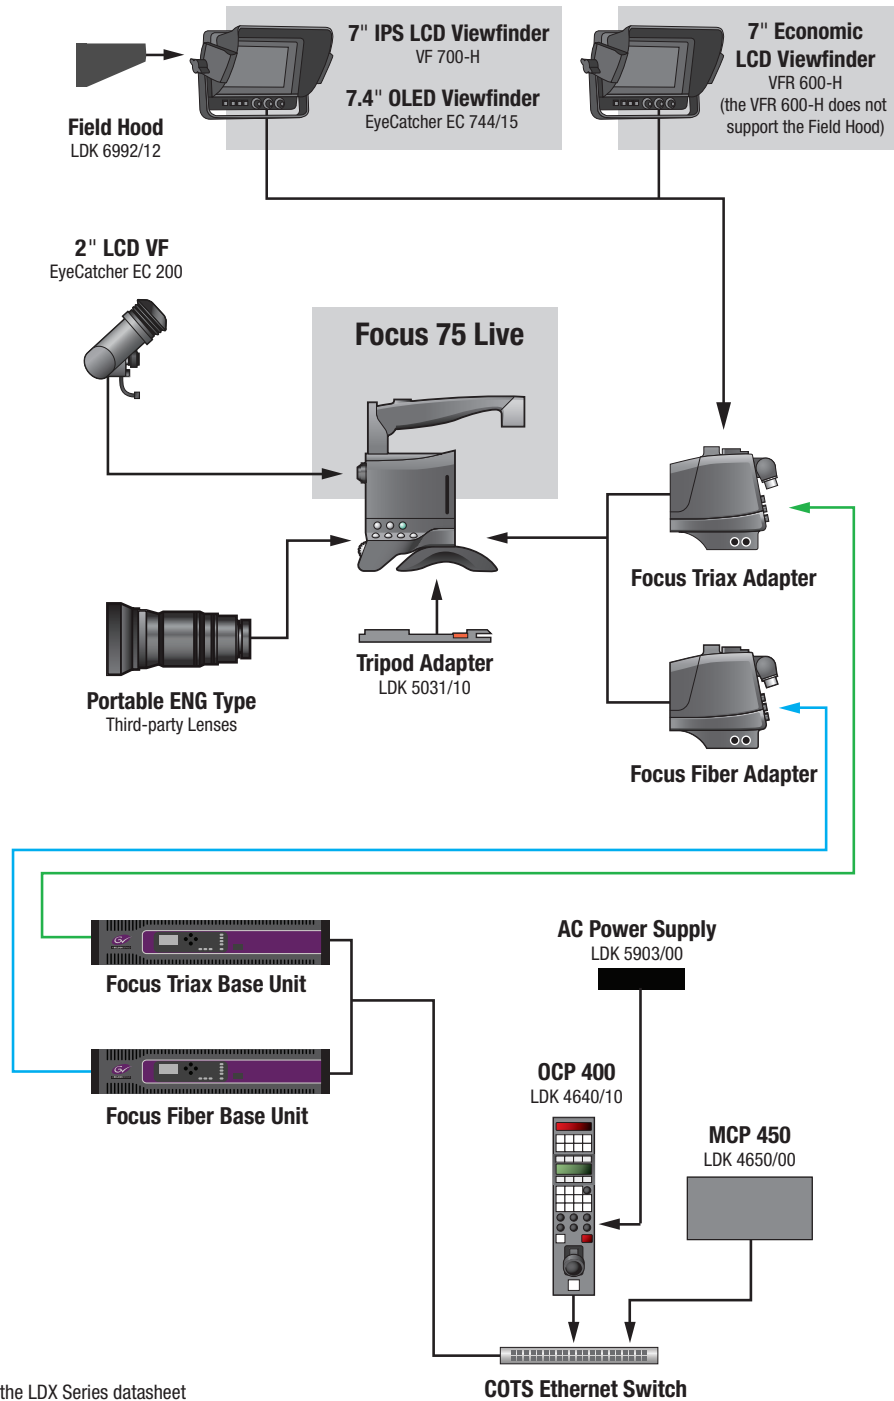 7" IPS LCD Viewfinder
VF 700-H
7.4" OLED Viewfinder
EyeCatcher EC 744/15
7" Economic
LCD Viewfinder
VFR 600-H
(the VFR 600-H does not
support the Field Hood)
Field Hood
LDK 6992/12
2" LCD VF
EyeCatcher EC 200
Focus 75 Live
Focus Triax Adapter
Tripod Adapter
LDK 5031/10
Portable ENG Type
Third-party Lenses
Focus Fiber Adapter
GV
Focus Triax Base Unit
AC Power Supply
LDK 5903/00
GV
Focus Fiber Base Unit
OCP 400
LDK 4640/10
MCP 450
LDK 4650/00
COTS Ethernet Switch
the LDX Series datasheet